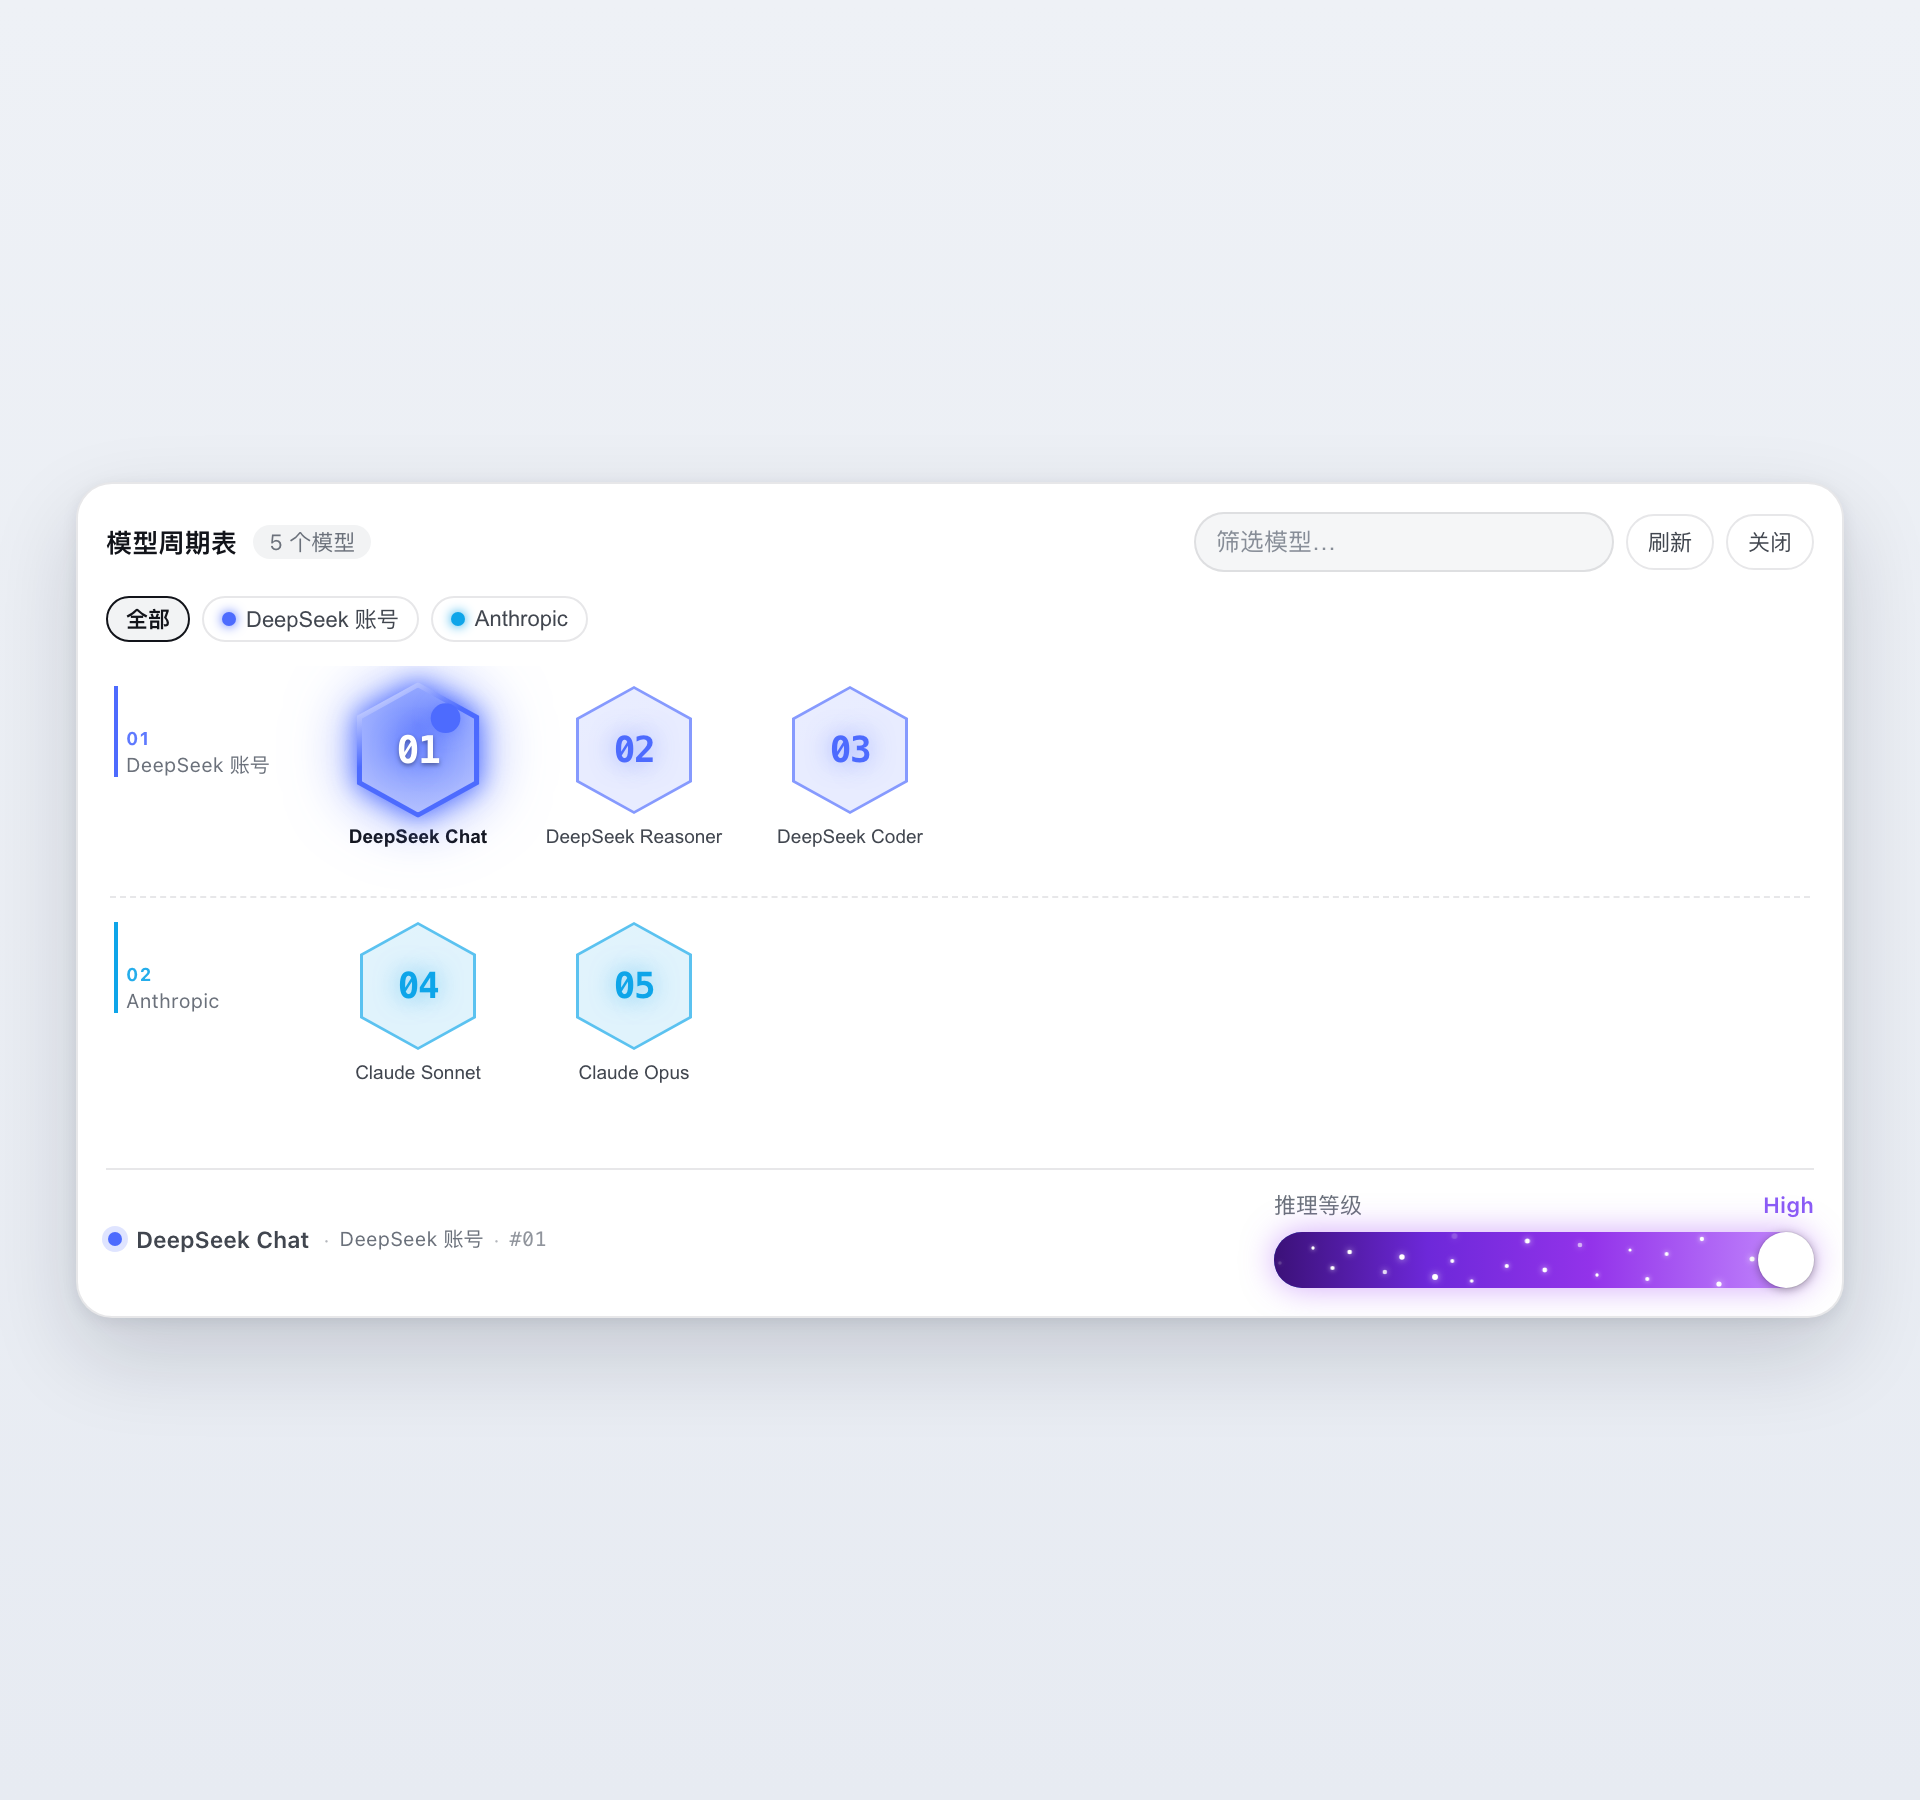 模型周期表 5 个模型 筛选模型... 刷新 关闭
全部 DeepSeek 账号 Anthropic
01
DeepSeek 账号
01 02 03
DeepSeek Chat DeepSeek Reasoner DeepSeek Coder
02
Anthropic
04 05
Claude Sonnet Claude Opus
推理等级 High
DeepSeek Chat · DeepSeek 账号 · #01